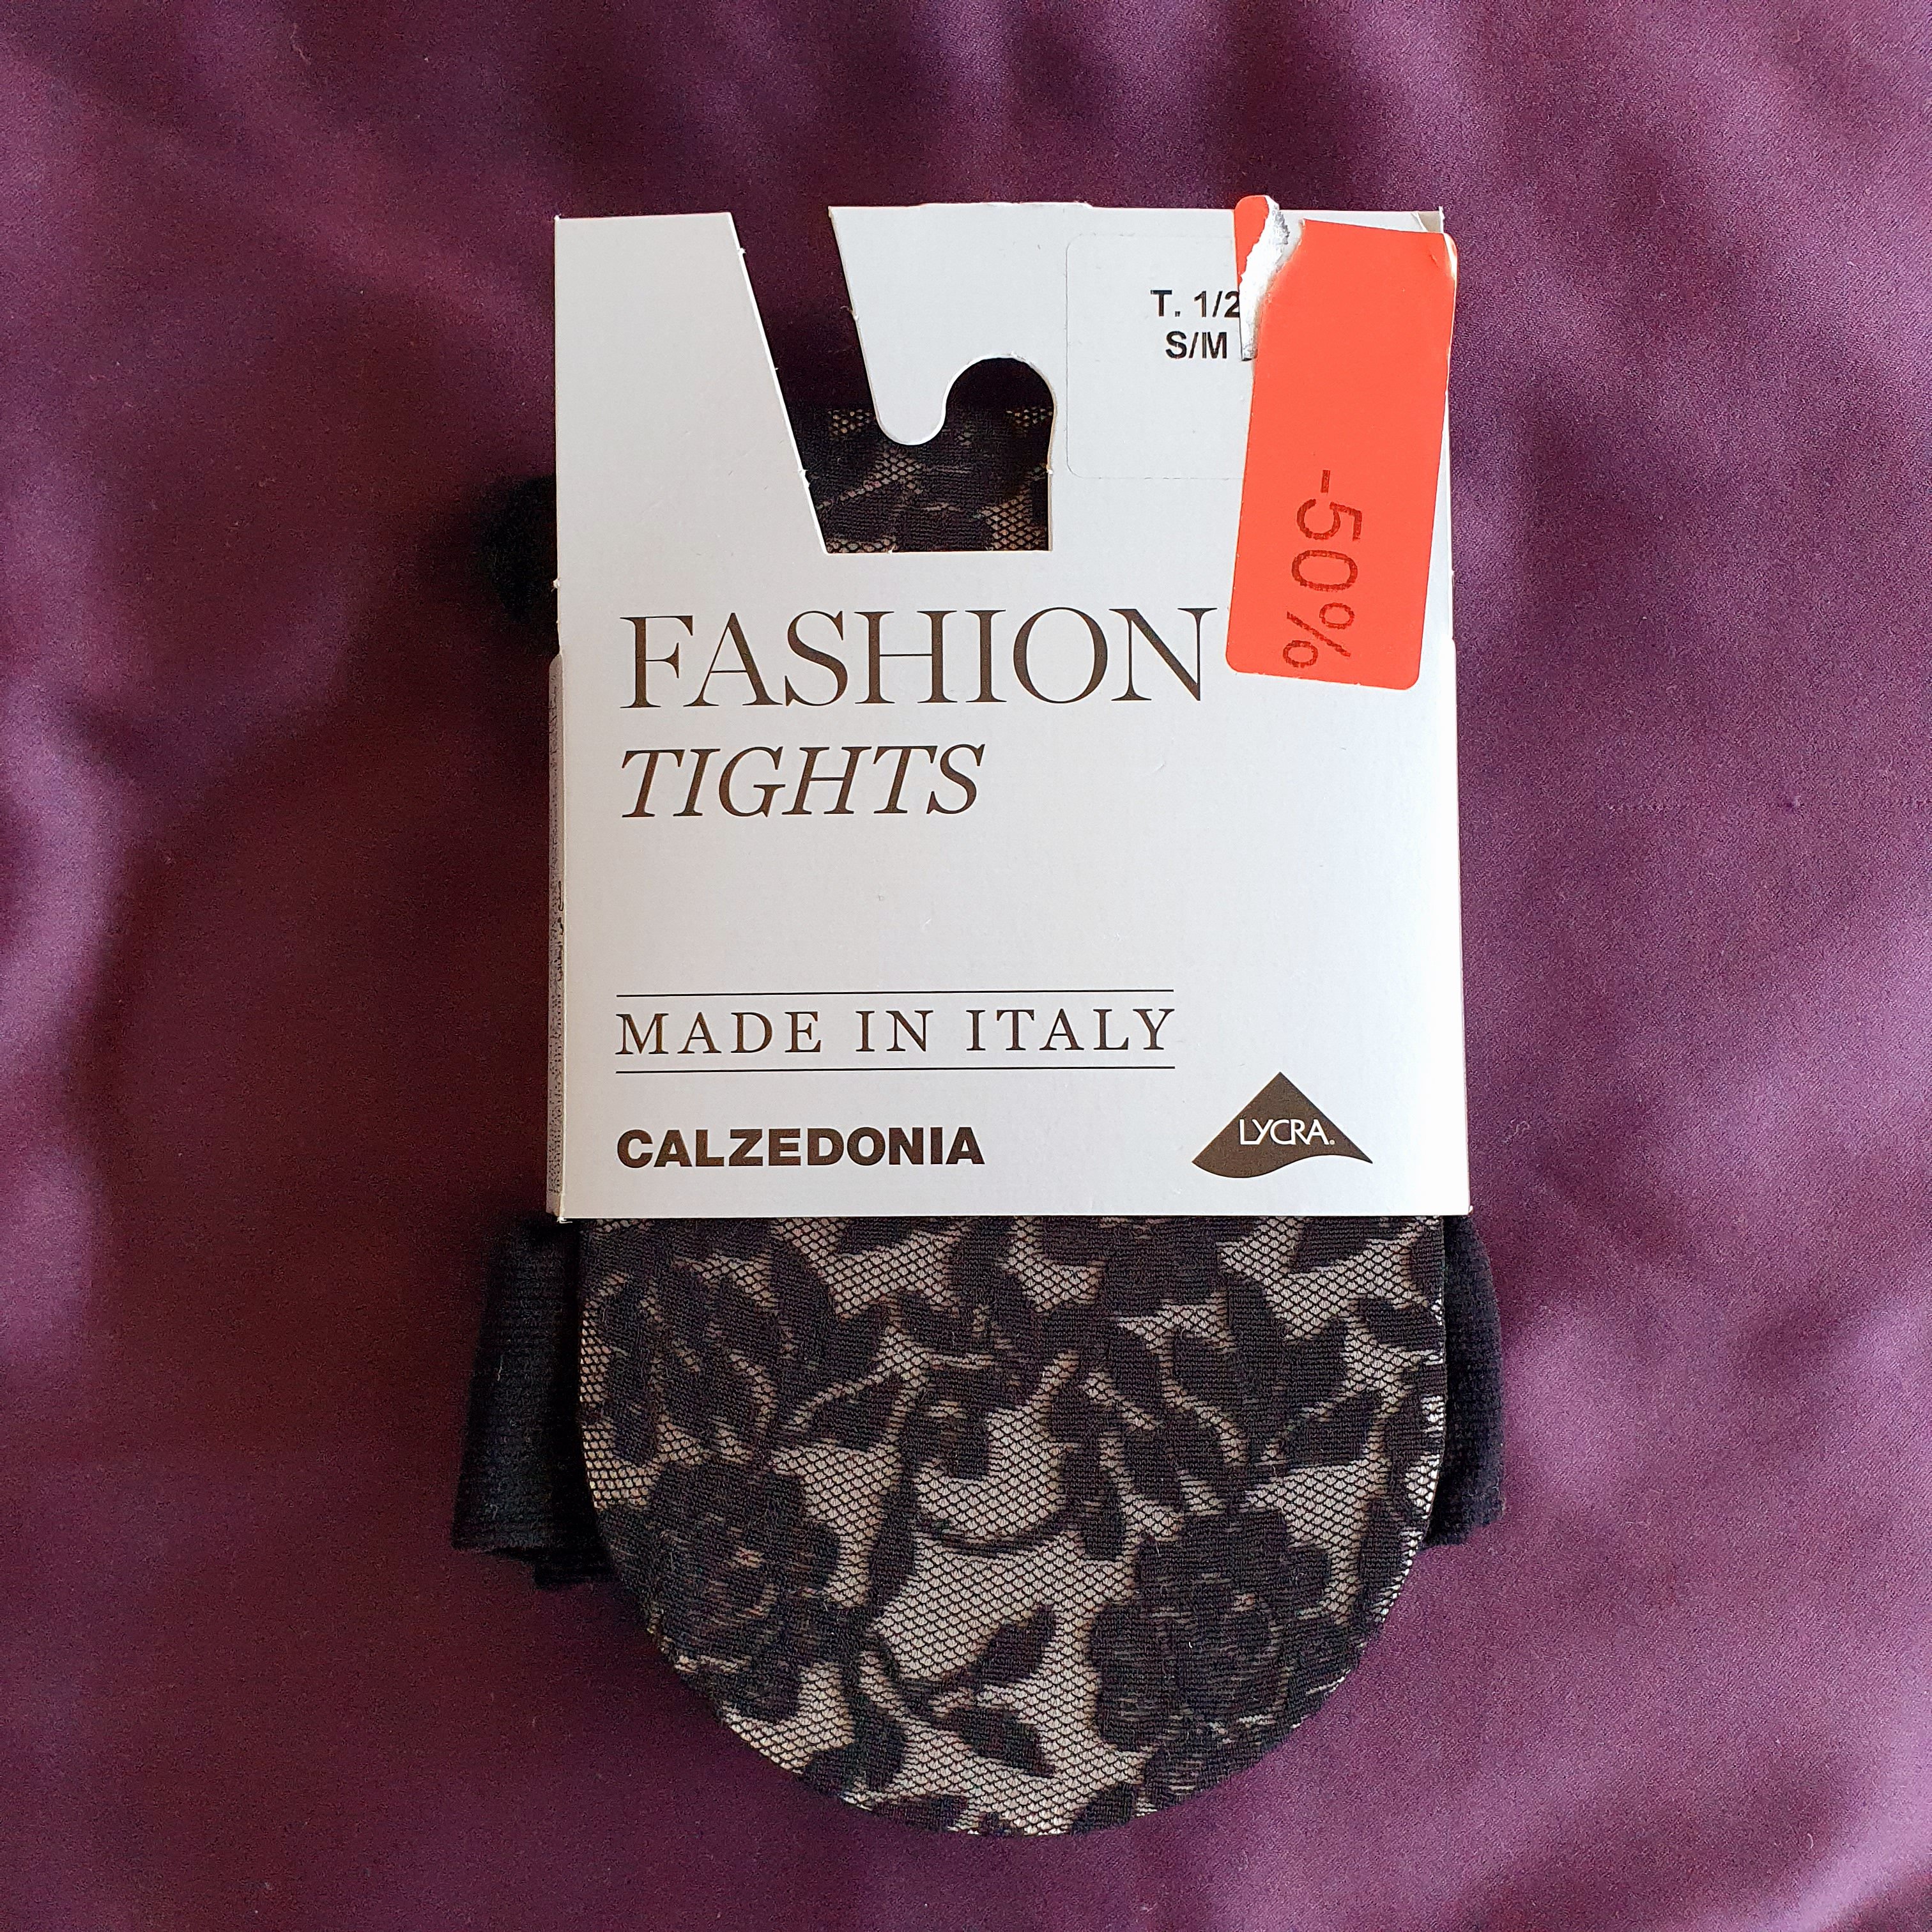 T. 1/2
S/M
-50%
FASHION
TIGHTS
MADE IN ITALY
CALZEDONIA
LYCRA.